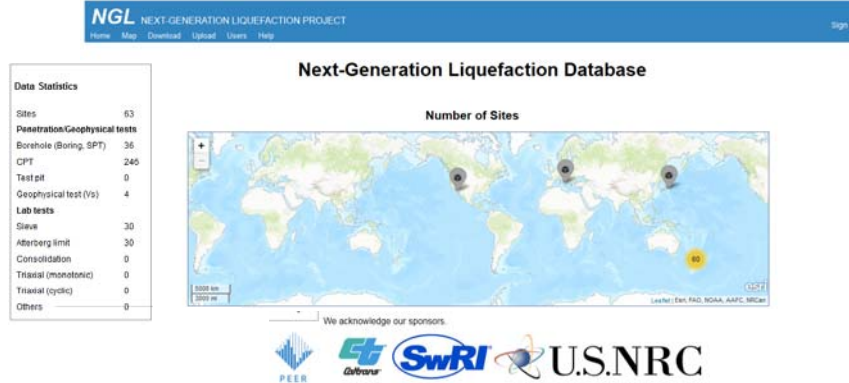 NGL NEXT-GENERATION LIQUEFACTION PROJECT
Home Map Download Upload Users Help
Sign
Next-Generation Liquefaction Database
Data Statistics
Sites 63
Penetration/Geophysical tests
Borehole (Boring, SPT) 36
CPT 246
Test pit 0
Geophysical test (Vs) 4
Lab tests
Sieve 30
Atterberg limit 30
Consolidation 0
Triaxial (monotonic) 0
Triaxial (cyclic) 0
Others 0
Number of Sites
+
-
60
5000 km
3000 mi
esri
Leaflet | Esri, FAO, NOAA, AAFC, NRCan
We acknowledge our sponsors.
PEER
ct
Caltrans
SwRI
U.S.NRC